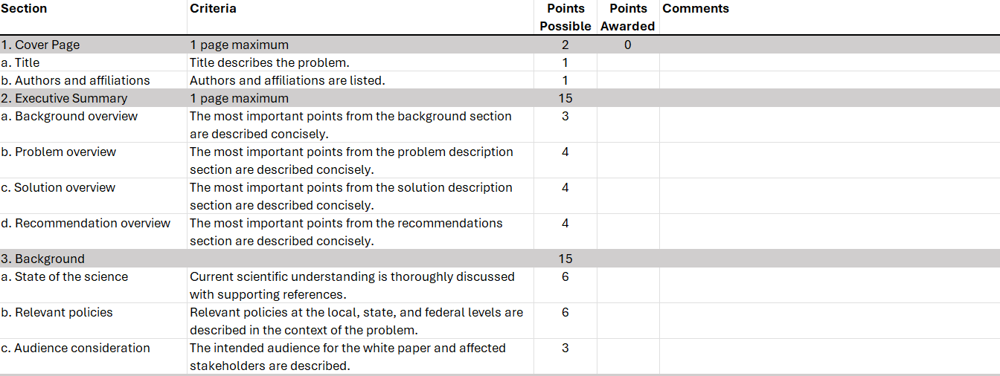 Section Criteria Points Points Comments
Possible Awarded
1. Cover Page 1 page maximum 2 0
a. Title Title describes the problem. 1
b. Authors and affiliations Authors and affiliations are listed. 1
2. Executive Summary 1 page maximum 15
a. Background overview The most important points from the background section 3
are described concisely.
b. Problem overview The most important points from the problem description 4
section are described concisely.
c. Solution overview The most important points from the solution description 4
section are described concisely.
d. Recommendation overview The most important points from the recommendations 4
section are described concisely.
3. Background 15
a. State of the science Current scientific understanding is thoroughly discussed 6
with supporting references.
b. Relevant policies Relevant policies at the local, state, and federal levels are 6
described in the context of the problem.
c. Audience consideration The intended audience for the white paper and affected 3
stakeholders are described.